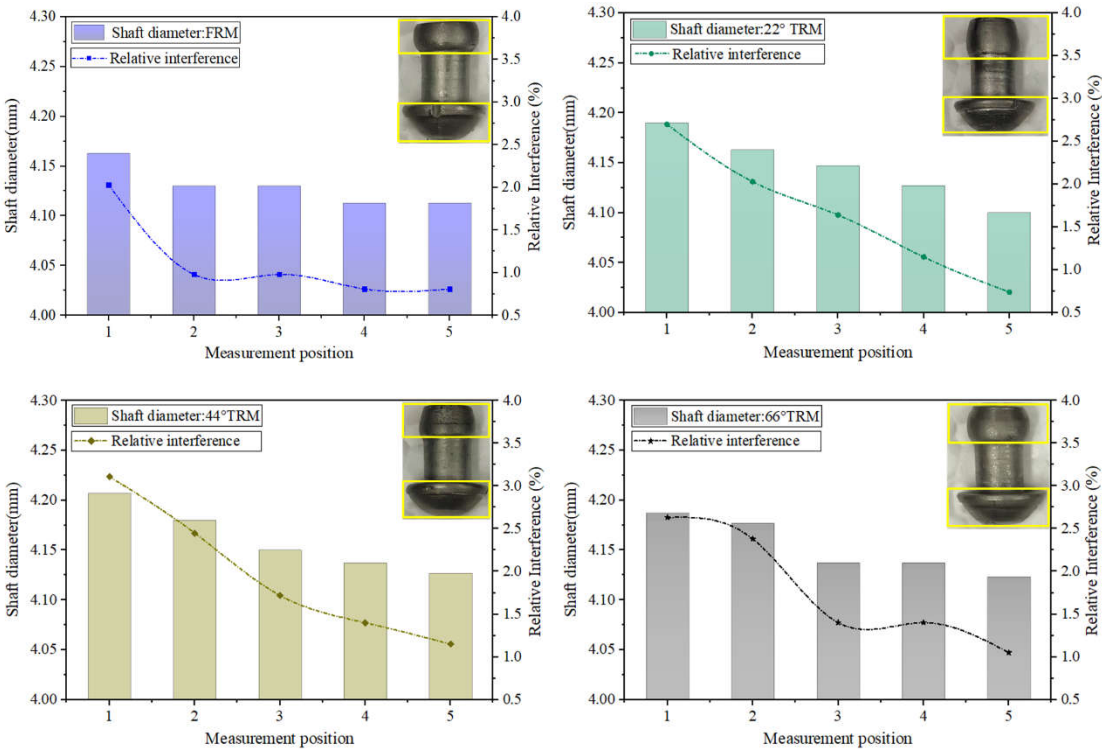 4.30
4.25
4.20
4.15
4.10
4.05
4.00
Shaft diameter(mm)
Shaft diameter:FRM
Relative interference
4.0
3.5
3.0
2.5
2.0
1.5
1.0
0.5
Relative Interference (%)
1 2 3 4 5
Measurement position
4.30
4.25
4.20
4.15
4.10
4.05
4.00
Shaft diameter(mm)
Shaft diameter:22° TRM
Relative interference
4.0
3.5
3.0
2.5
2.0
1.5
1.0
0.5
Relative Interference (%)
1 2 3 4 5
Measurement position
4.30
4.25
4.20
4.15
4.10
4.05
4.00
Shaft diameter(mm)
Shaft diameter:44°TRM
Relative interference
4.0
3.5
3.0
2.5
2.0
1.5
1.0
0.5
Relative Interference (%)
1 2 3 4 5
Measurement position
4.30
4.25
4.20
4.15
4.10
4.05
4.00
Shaft diameter(mm)
Shaft diameter:66°TRM
Relative interference
4.0
3.5
3.0
2.5
2.0
1.5
1.0
0.5
Relative Interference (%)
1 2 3 4 5
Measurement position